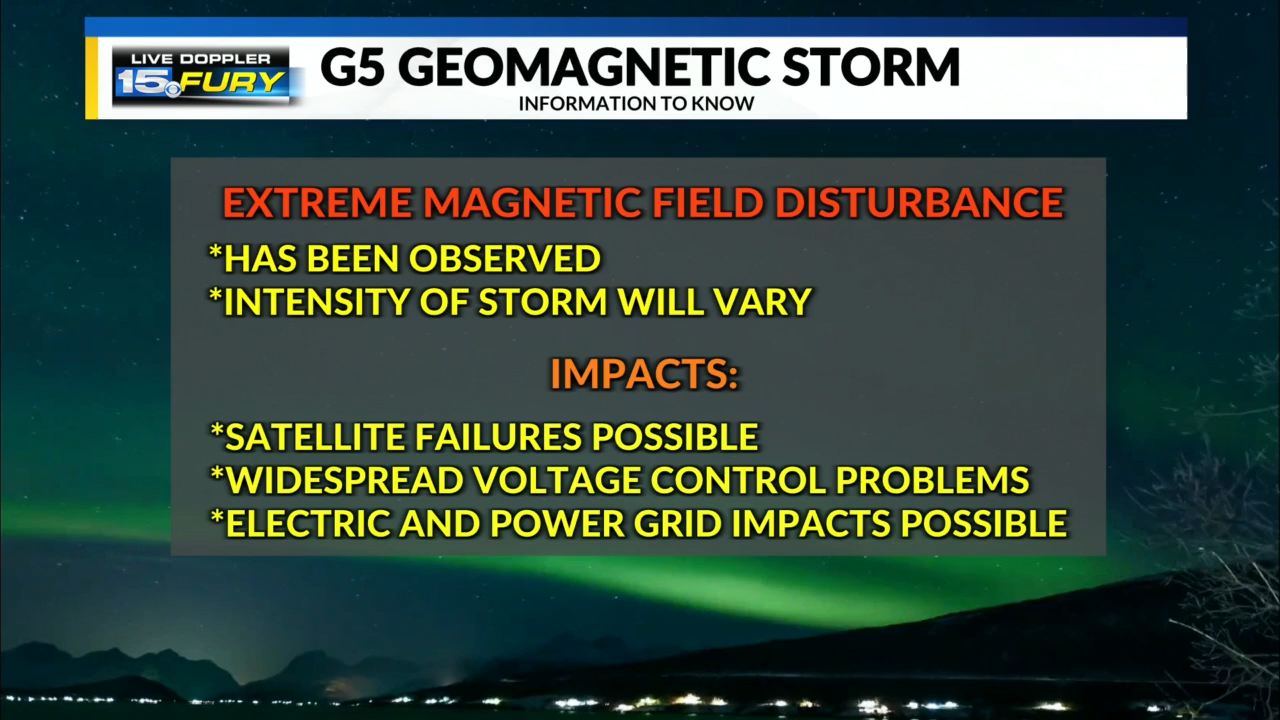 LIVE DOPPLER
15 FURY
G5 GEOMAGNETIC STORM
INFORMATION TO KNOW
EXTREME MAGNETIC FIELD DISTURBANCE
*HAS BEEN OBSERVED
*INTENSITY OF STORM WILL VARY
IMPACTS:
*SATELLITE FAILURES POSSIBLE
*WIDESPREAD VOLTAGE CONTROL PROBLEMS
*ELECTRIC AND POWER GRID IMPACTS POSSIBLE